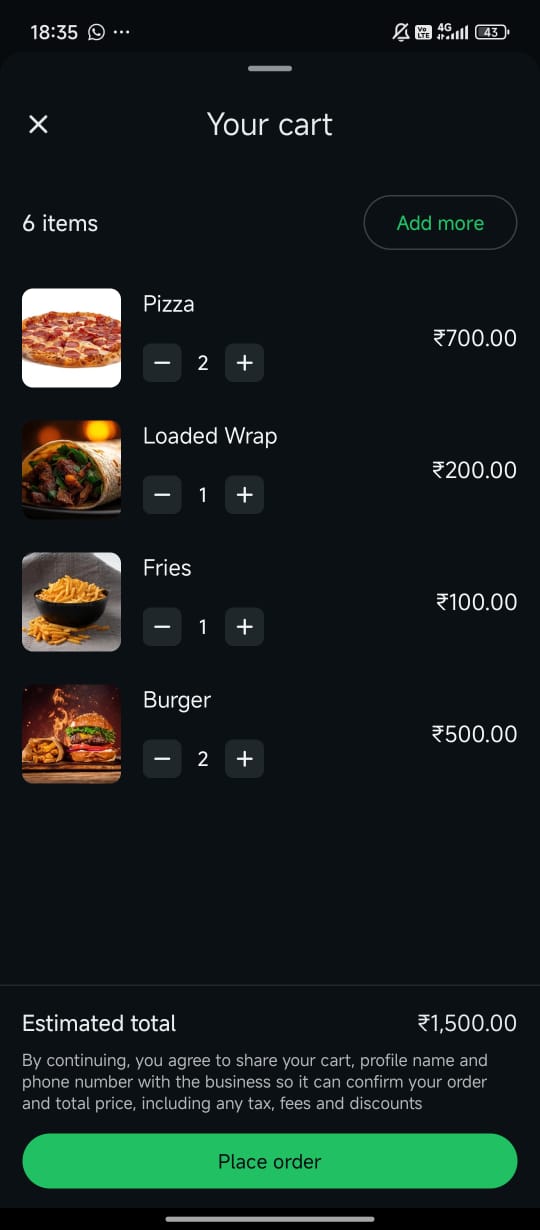 18:35
VoLTE 4G 43
Your cart
6 items
Add more
Pizza
2
₹700.00
Loaded Wrap
1
₹200.00
Fries
1
₹100.00
Burger
2
₹500.00
Estimated total ₹1,500.00
By continuing, you agree to share your cart, profile name and
phone number with the business so it can confirm your order
and total price, including any tax, fees and discounts
Place order